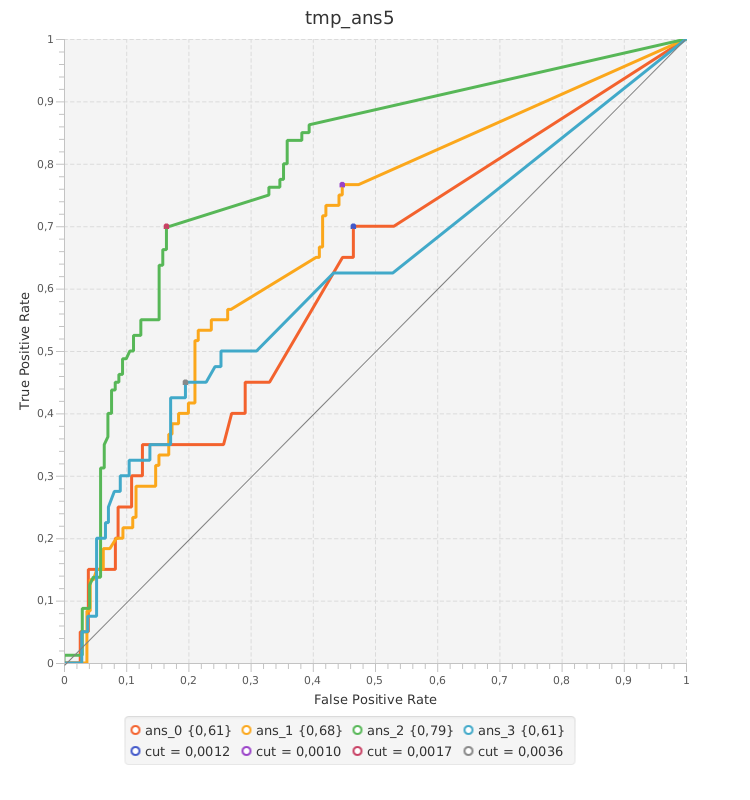 tmp_ans5
1
0,9
0,8
0,7
0,6
0,5
0,4
0,3
0,2
0,1
0
True Positive Rate
0 0,1 0,2 0,3 0,4 0,5 0,6 0,7 0,8 0,9 1
False Positive Rate
ans_0 {0,61} ans_1 {0,68} ans_2 {0,79} ans_3 {0,61}
cut = 0,0012 cut = 0,0010 cut = 0,0017 cut = 0,0036